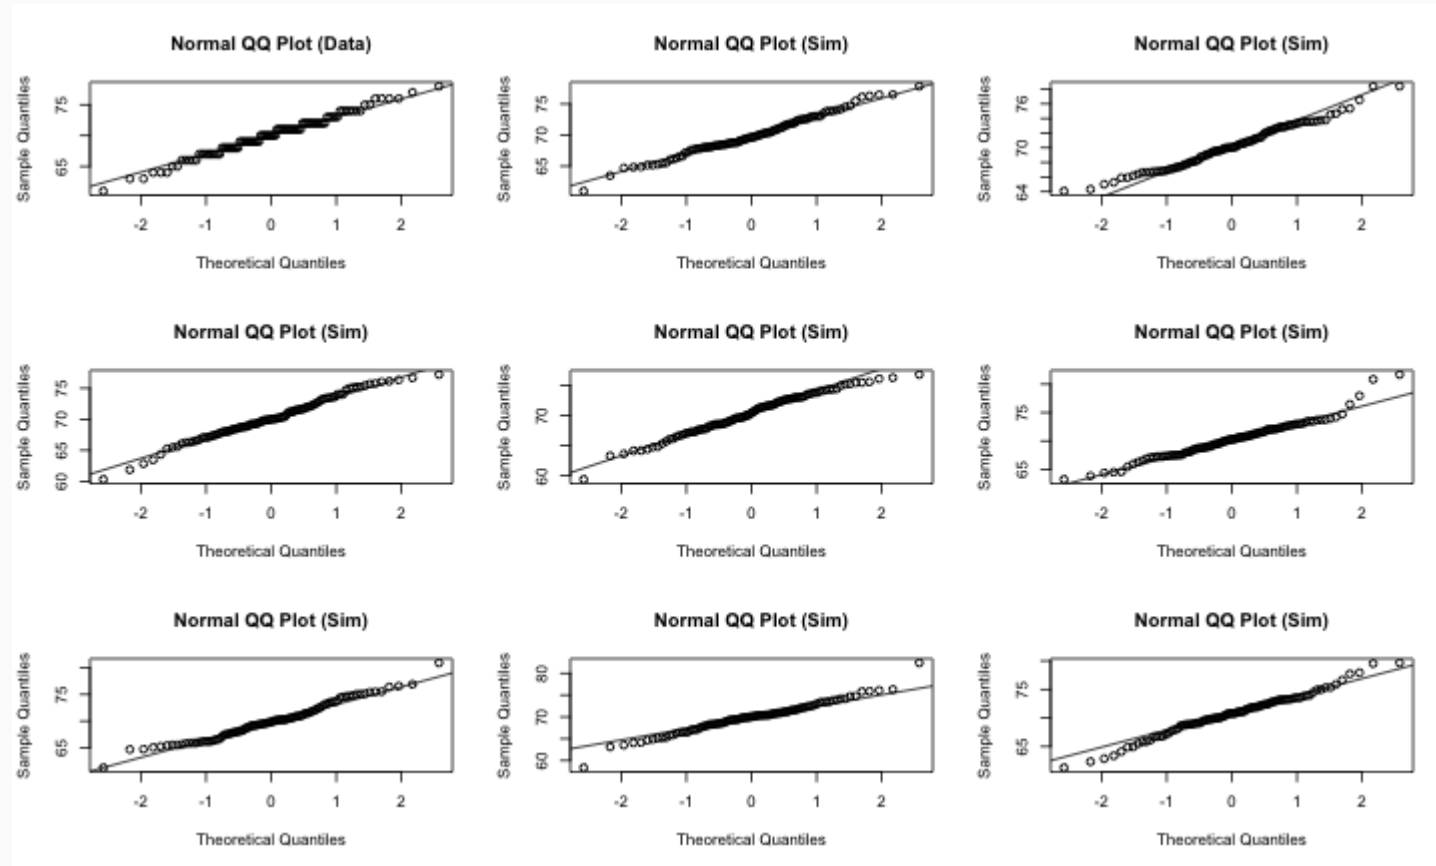 Normal QQ Plot (Data)
Sample Quantiles
75
65
-2 -1 0 1 2
Theoretical Quantiles
Normal QQ Plot (Sim)
Sample Quantiles
75
70
65
-2 -1 0 1 2
Theoretical Quantiles
Normal QQ Plot (Sim)
Sample Quantiles
76
70
64
-2 -1 0 1 2
Theoretical Quantiles
Normal QQ Plot (Sim)
Sample Quantiles
75
70
65
60
-2 -1 0 1 2
Theoretical Quantiles
Normal QQ Plot (Sim)
Sample Quantiles
70
60
-2 -1 0 1 2
Theoretical Quantiles
Normal QQ Plot (Sim)
Sample Quantiles
75
65
-2 -1 0 1 2
Theoretical Quantiles
Normal QQ Plot (Sim)
Sample Quantiles
75
65
-2 -1 0 1 2
Theoretical Quantiles
Normal QQ Plot (Sim)
Sample Quantiles
80
70
60
-2 -1 0 1 2
Theoretical Quantiles
Normal QQ Plot (Sim)
Sample Quantiles
75
65
-2 -1 0 1 2
Theoretical Quantiles